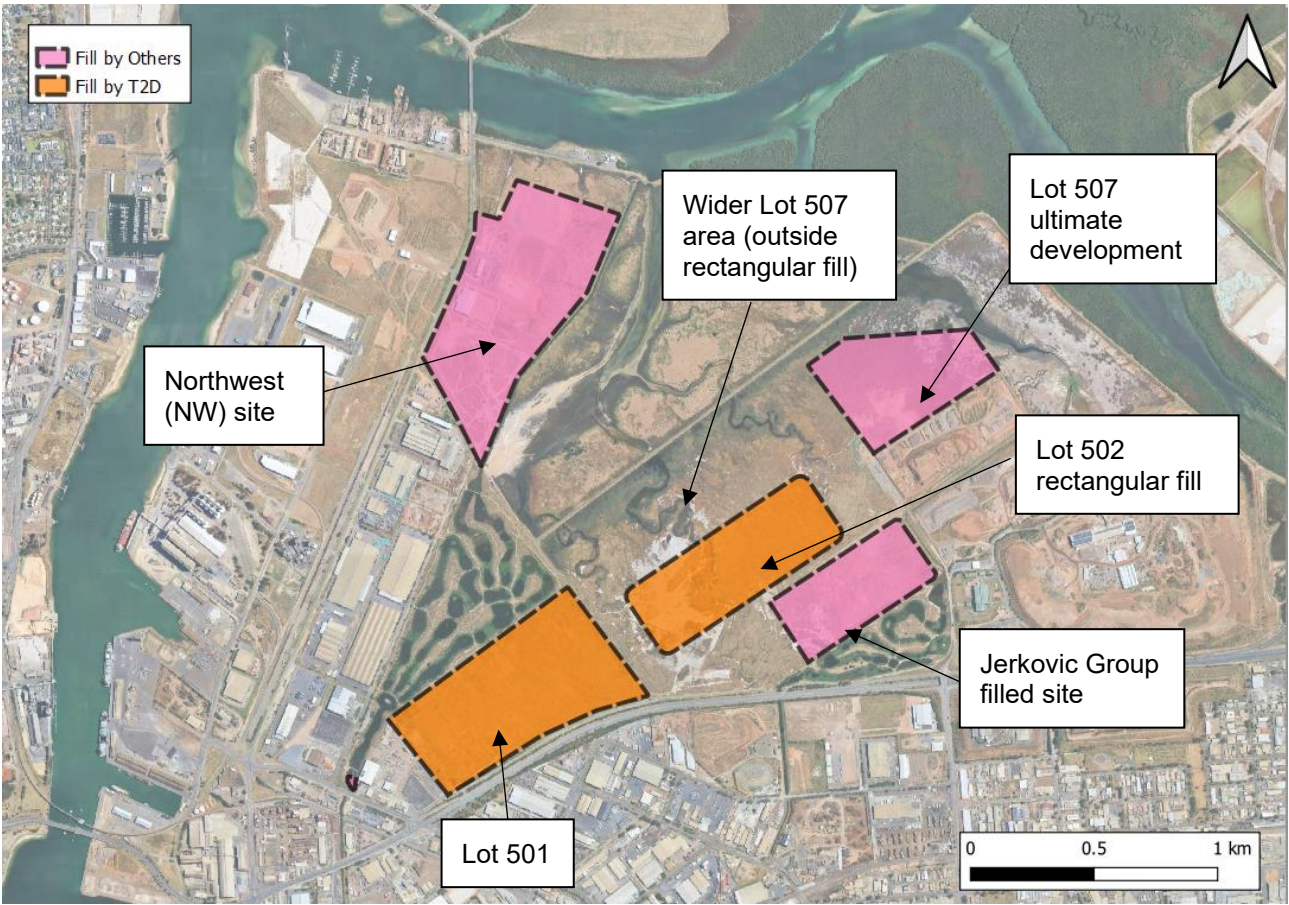 Fill by Others
Fill by T2D
Wider Lot 507
area (outside
rectangular fill)
Lot 507
ultimate
development
Northwest
(NW) site
Lot 502
rectangular fill
Jerkovic Group
filled site
Lot 501
0 0.5 1 km